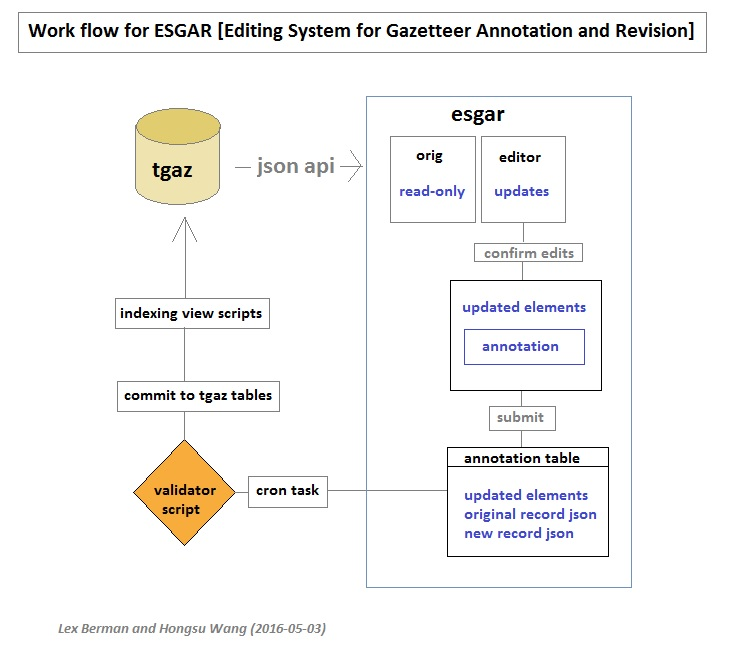 Work flow for ESGAR [Editing System for Gazetteer Annotation and Revision]
esgar
tgaz
json api
orig
read-only
editor
updates
confirm edits
updated elements
annotation
submit
annotation table
updated elements
original record json
new record json
cron task
validator
script
commit to tgaz tables
indexing view scripts
Lex Berman and Hongsu Wang (2016-05-03)